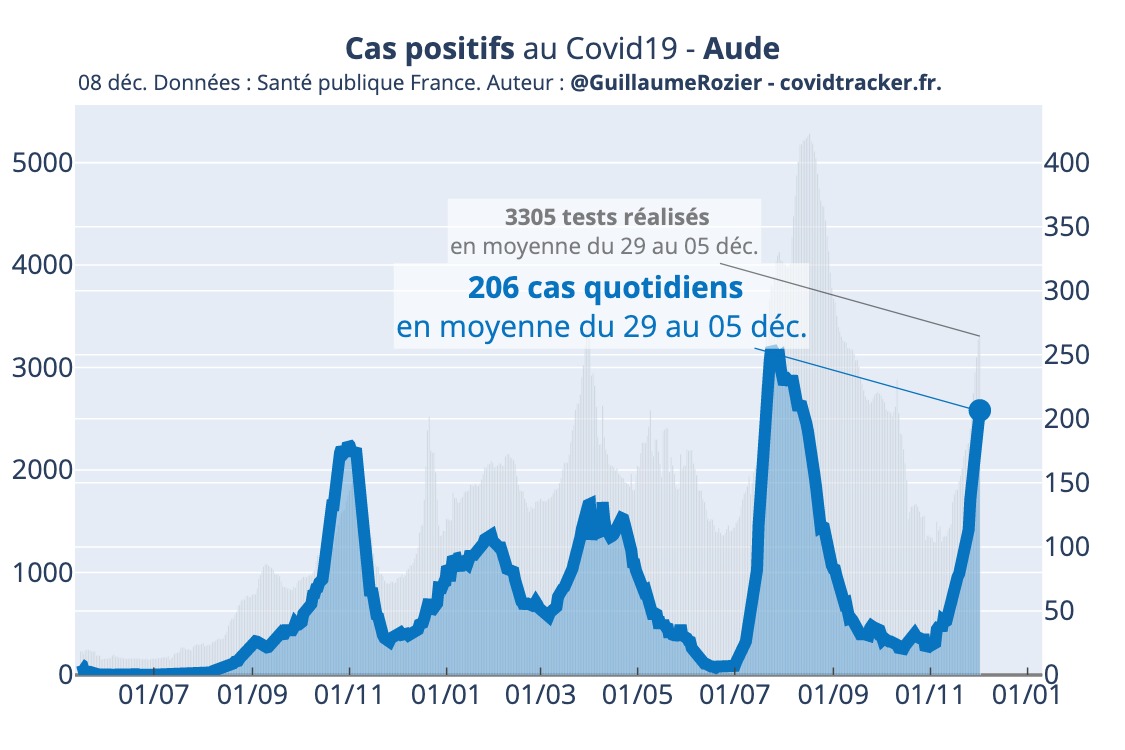 Cas positifs au Covid19 - Aude
08 déc. Données : Santé publique France. Auteur : @GuillaumeRozier - covidtracker.fr.
5000
4000
3000
2000
1000
0
400
350
300
250
200
150
100
50
0
3305 tests réalisés
en moyenne du 29 au 05 déc.
206 cas quotidiens
en moyenne du 29 au 05 déc.
01/07 01/09 01/11 01/01 01/03 01/05 01/07 01/09 01/11 01/01